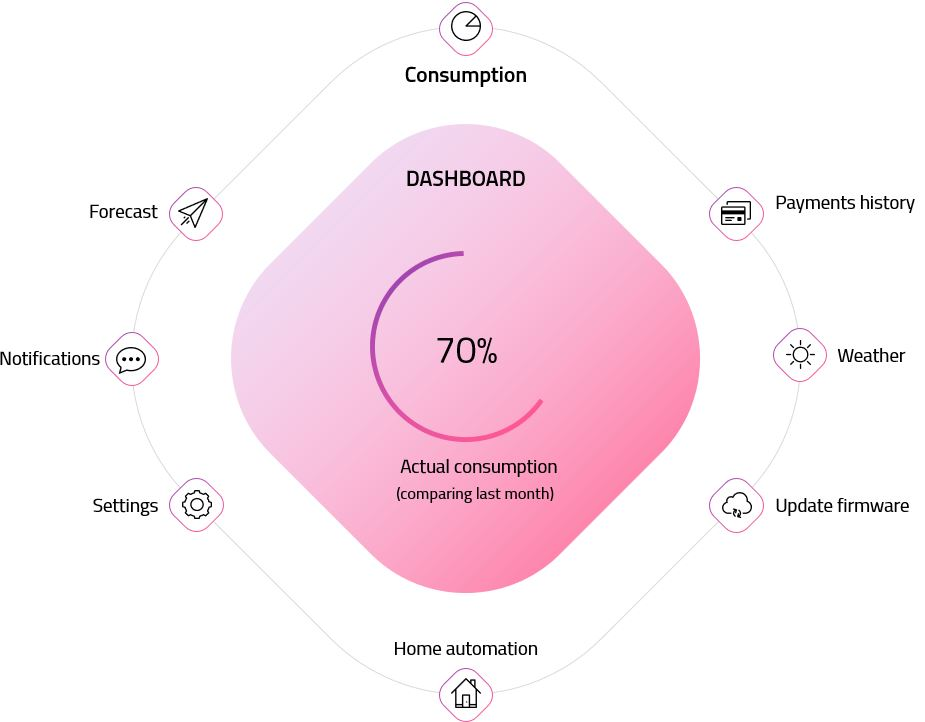 Consumption
DASHBOARD
Forecast
Payments history
70%
Notifications
Weather
Actual consumption
(comparing last month)
Settings
Update firmware
Home automation